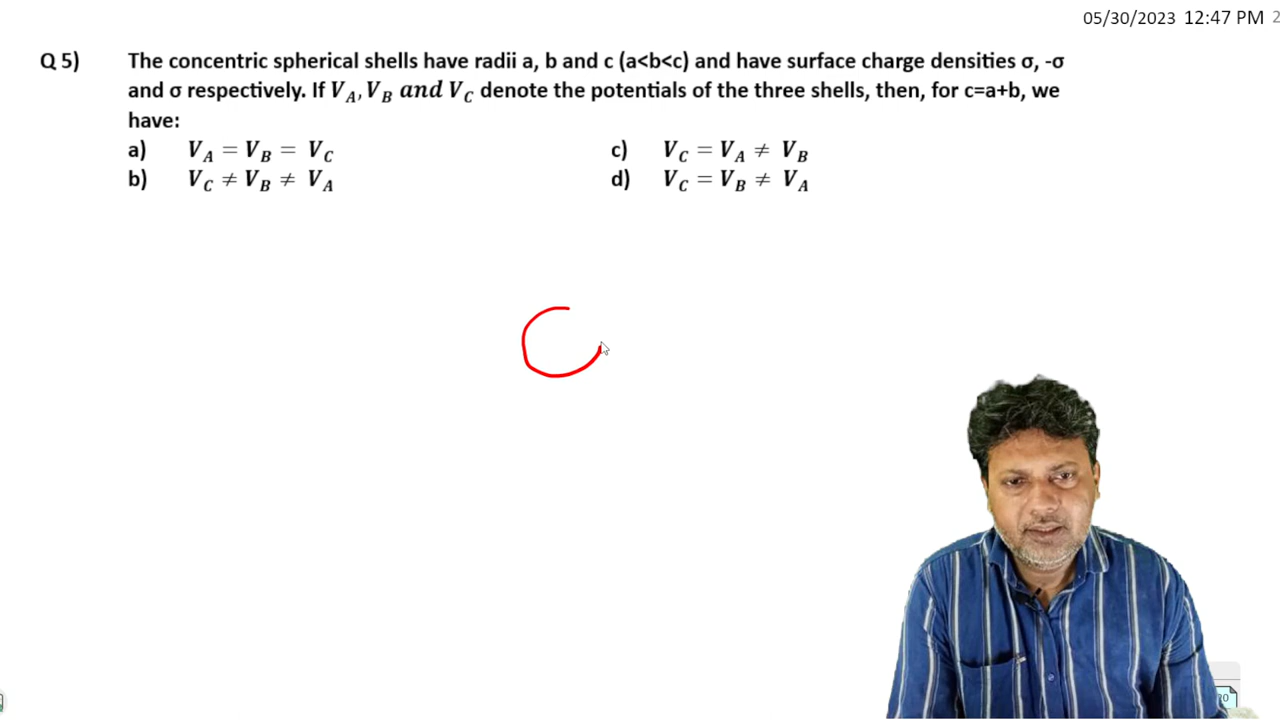 05/30/2023 12:47 PM 2
Q 5) The concentric spherical shells have radii a, b and c (a<b<c) and have surface charge densities σ, -σ
and σ respectively. If V_A, V_B and V_C denote the potentials of the three shells, then, for c=a+b, we
have:
a) V_A = V_B = V_C c) V_C = V_A ≠ V_B
b) V_C ≠ V_B ≠ V_A d) V_C = V_B ≠ V_A